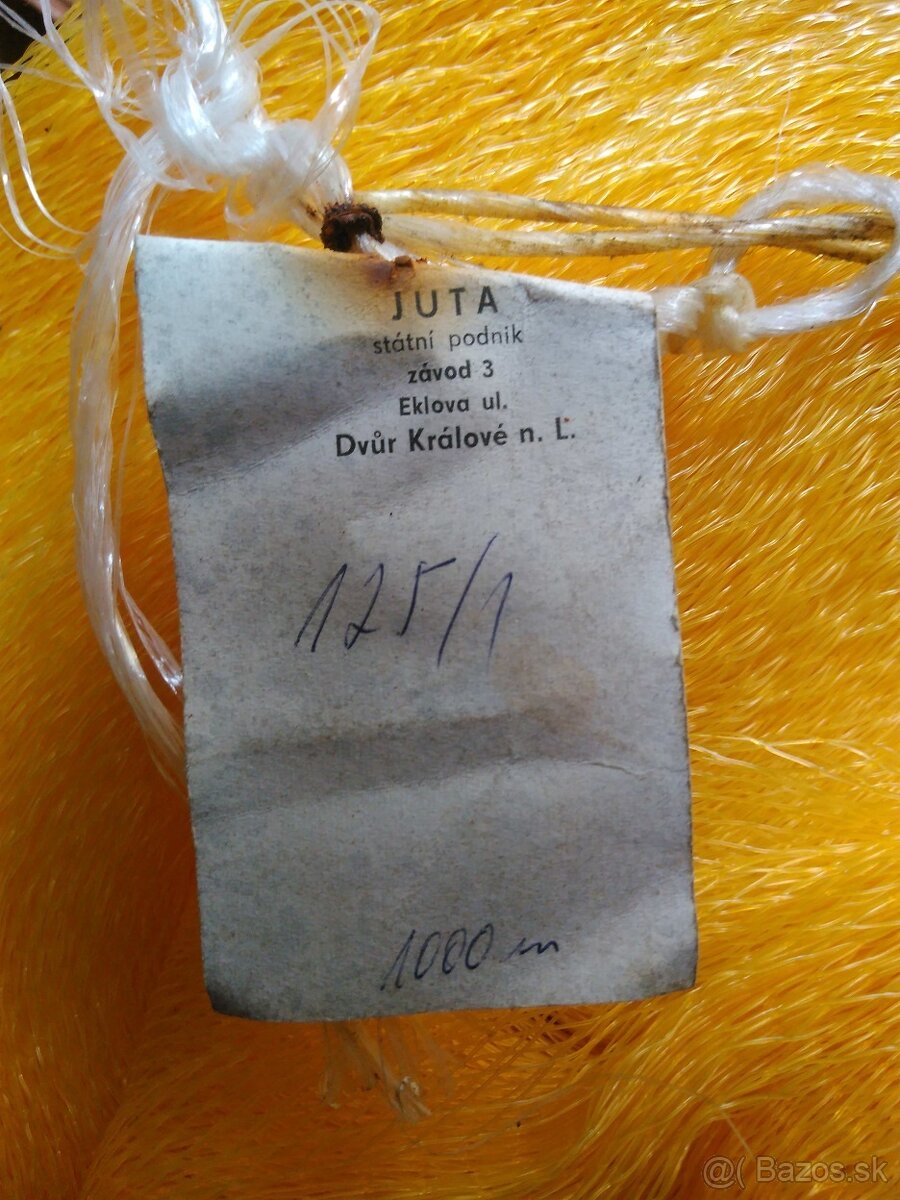 JUTA
státní podnik
závod 3
Eklova ul.
Dvůr Králové n. L.
125/1
1000 m
@( Bazos.sk